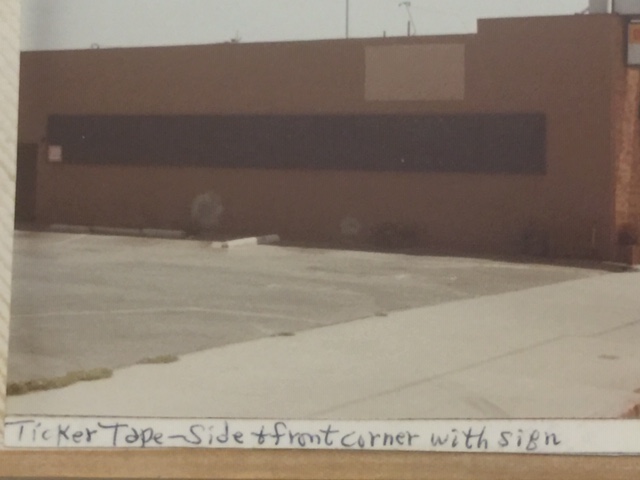 Ticker Tape—Side & front corner with sign